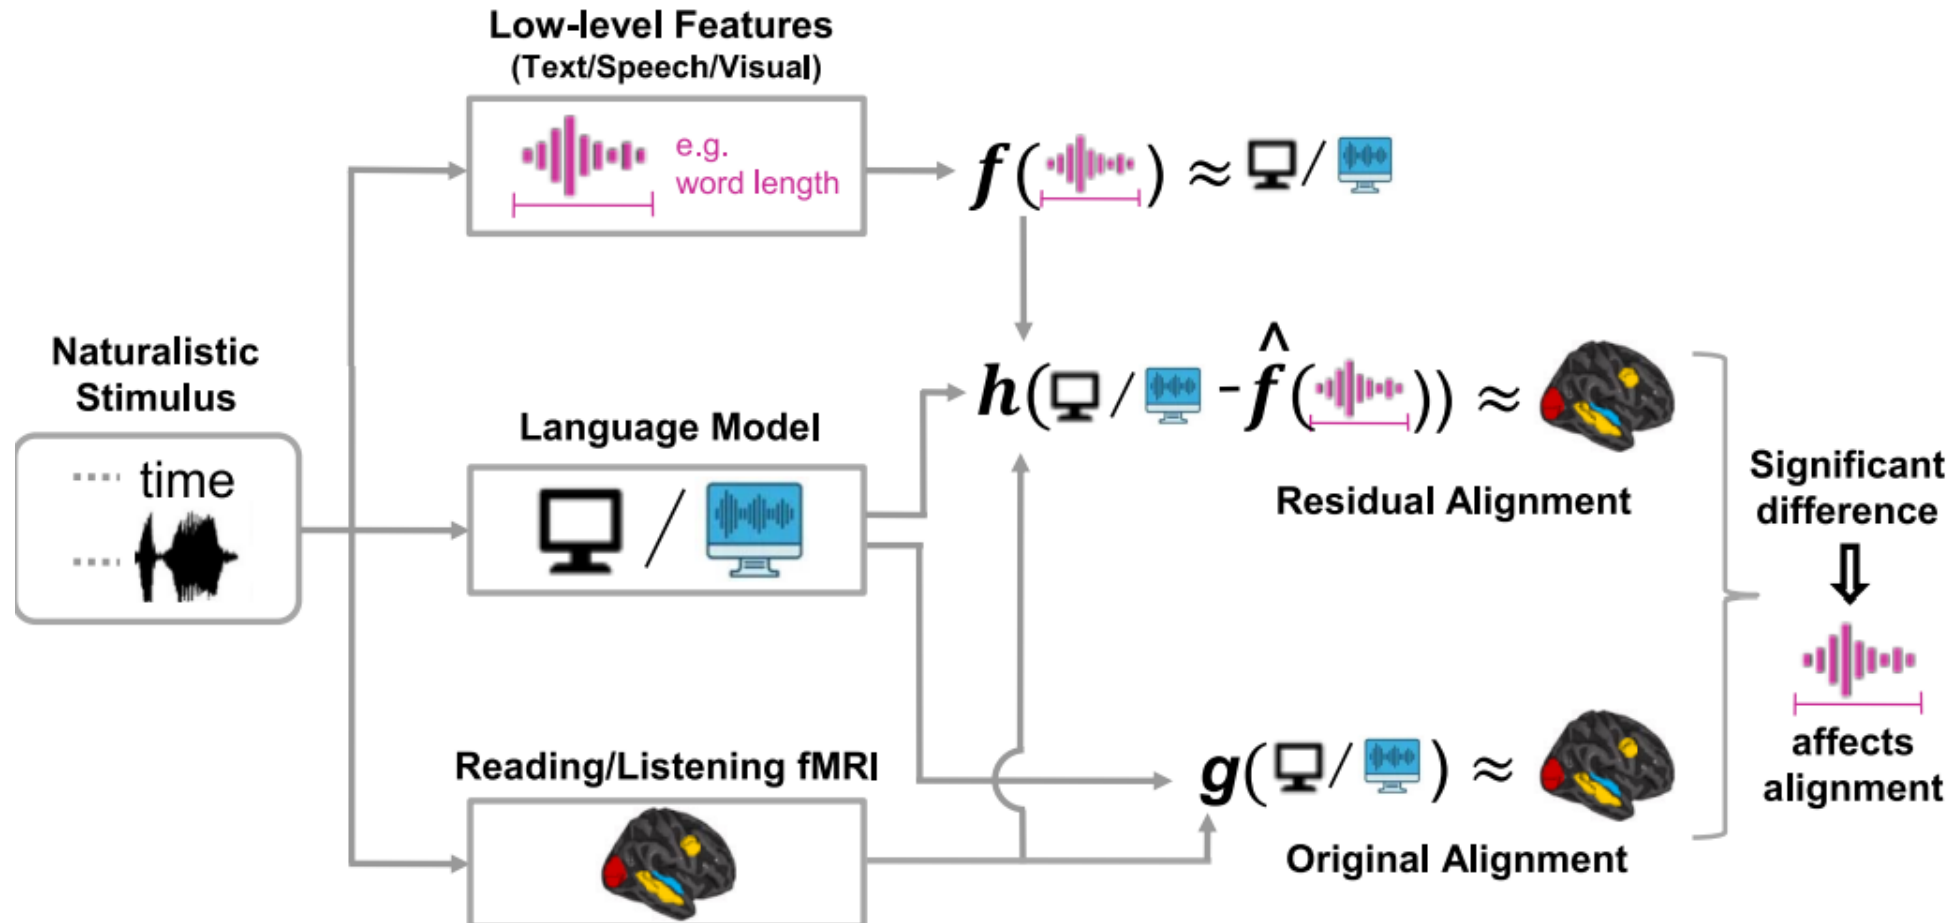 Low-level Features
(Text/Speech/Visual)
e.g.
word length
f( ) ≈ /
Naturalistic
Stimulus
time
Language Model
/
h( / - f̂( )) ≈
Residual Alignment
Significant
difference
affects
alignment
Reading/Listening fMRI
g( / ) ≈
Original Alignment